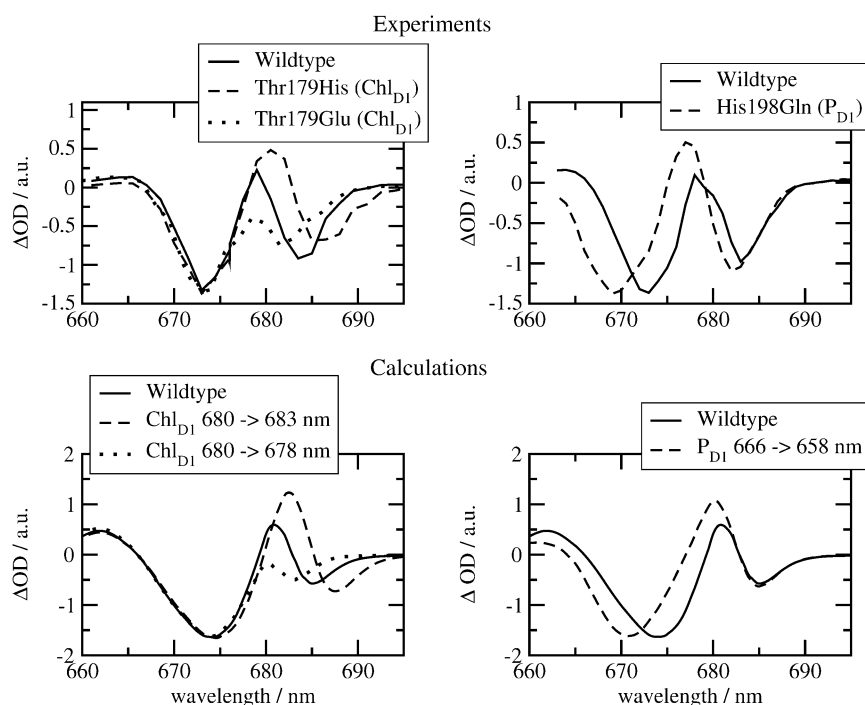 Experiments
Wildtype
Thr179His (Chl_D1)
Thr179Glu (Chl_D1)
Wildtype
His198Gln (P_D1)
ΔOD / a.u.
1
0.5
0
-0.5
-1
-1.5
660 670 680 690
ΔOD / a.u.
1
0.5
0
-0.5
-1
-1.5
660 670 680 690
Calculations
Wildtype
Chl_D1 680 -> 683 nm
Chl_D1 680 -> 678 nm
Wildtype
P_D1 666 -> 658 nm
ΔOD / a.u.
2
1
0
-1
-2
660 670 680 690
wavelength / nm
Δ OD / a.u.
2
1
0
-1
-2
660 670 680 690
wavelength / nm